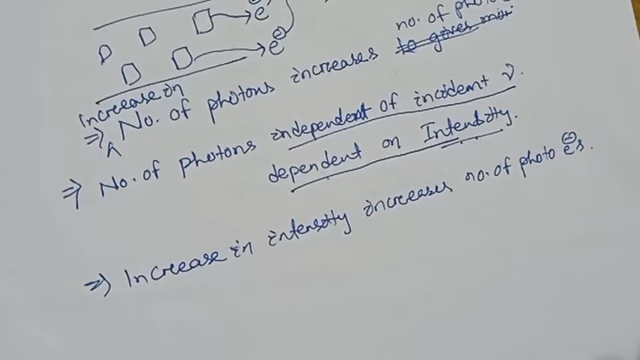 e⊖
e⊖
no. of photo
Increase in
⇒ No. of photons increases to gives mor
⇒ No. of photons independent of incident ν.
dependent on Intensity.
⇒ Increase in intensity increases no. of photo e⊖s.